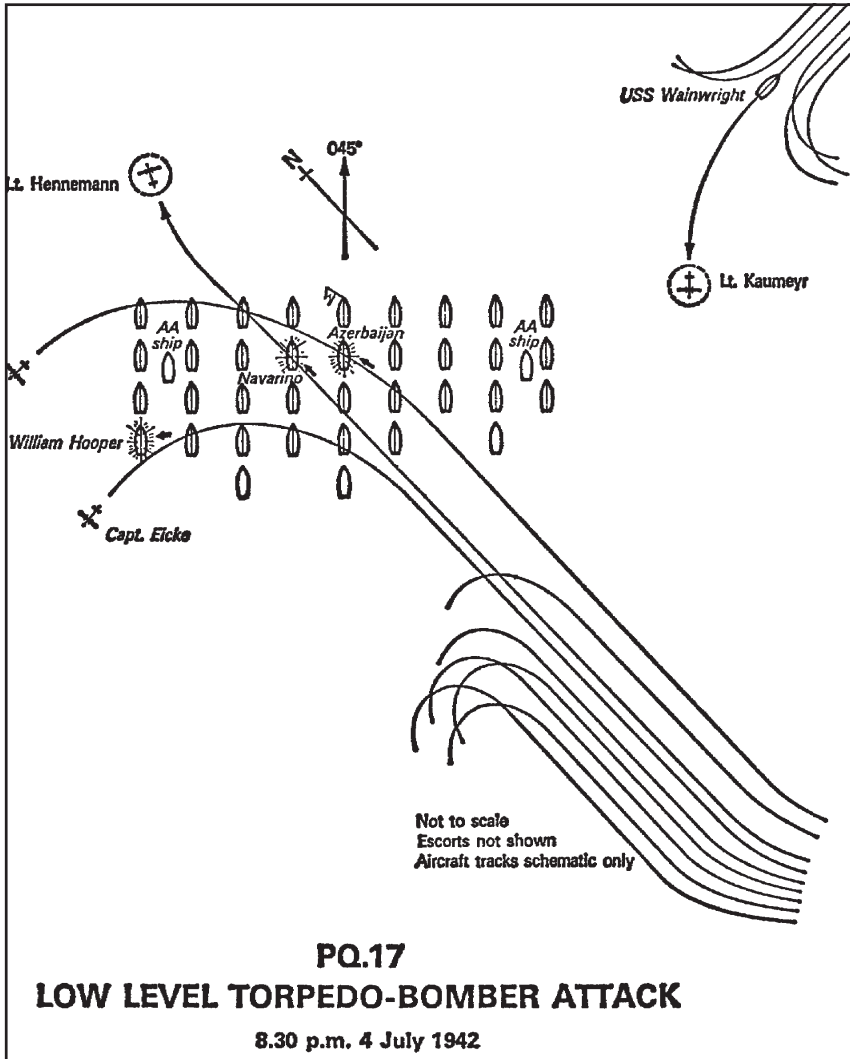 USS Wainwright
N
045°
Lt. Hennemann
Lt. Kaumeyr
AA
ship
Azerbaijan
AA
ship
Navarino
William Hooper
Capt. Eicke
Not to scale
Escorts not shown
Aircraft tracks schematic only
PQ.17
LOW LEVEL TORPEDO-BOMBER ATTACK
8.30 p.m. 4 July 1942